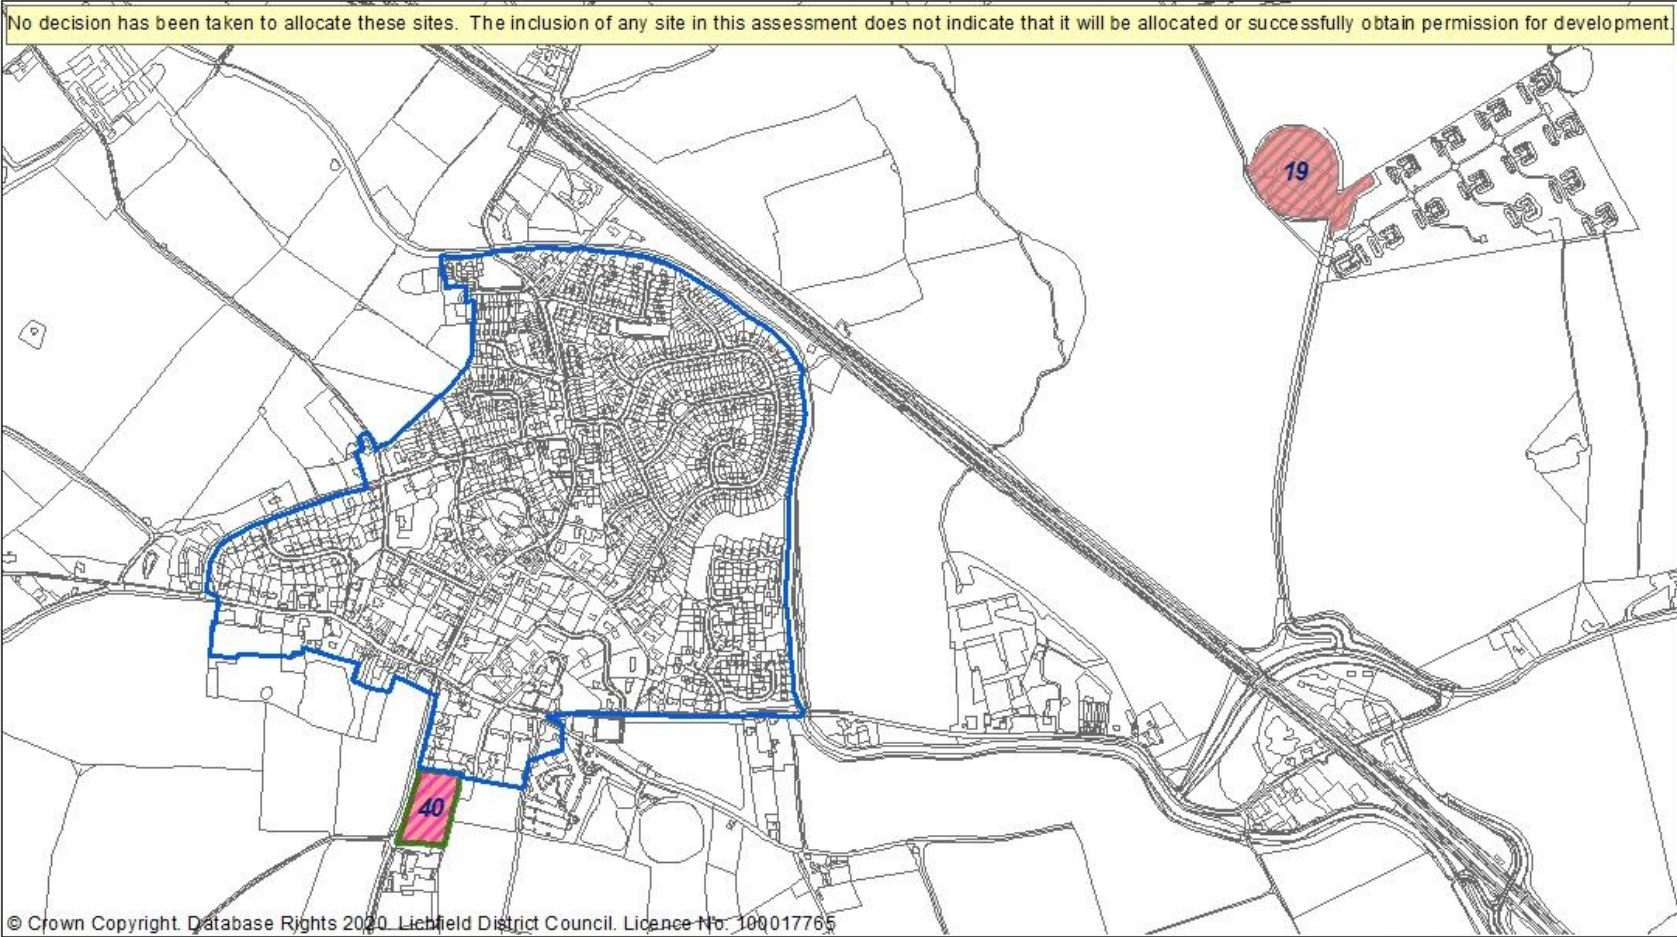 No decision has been taken to allocate these sites. The inclusion of any site in this assessment does not indicate that it will be allocated or successfully obtain permission for development.
19
40
© Crown Copyright. Database Rights 2020. Lichfield District Council. Licence No: 100017765